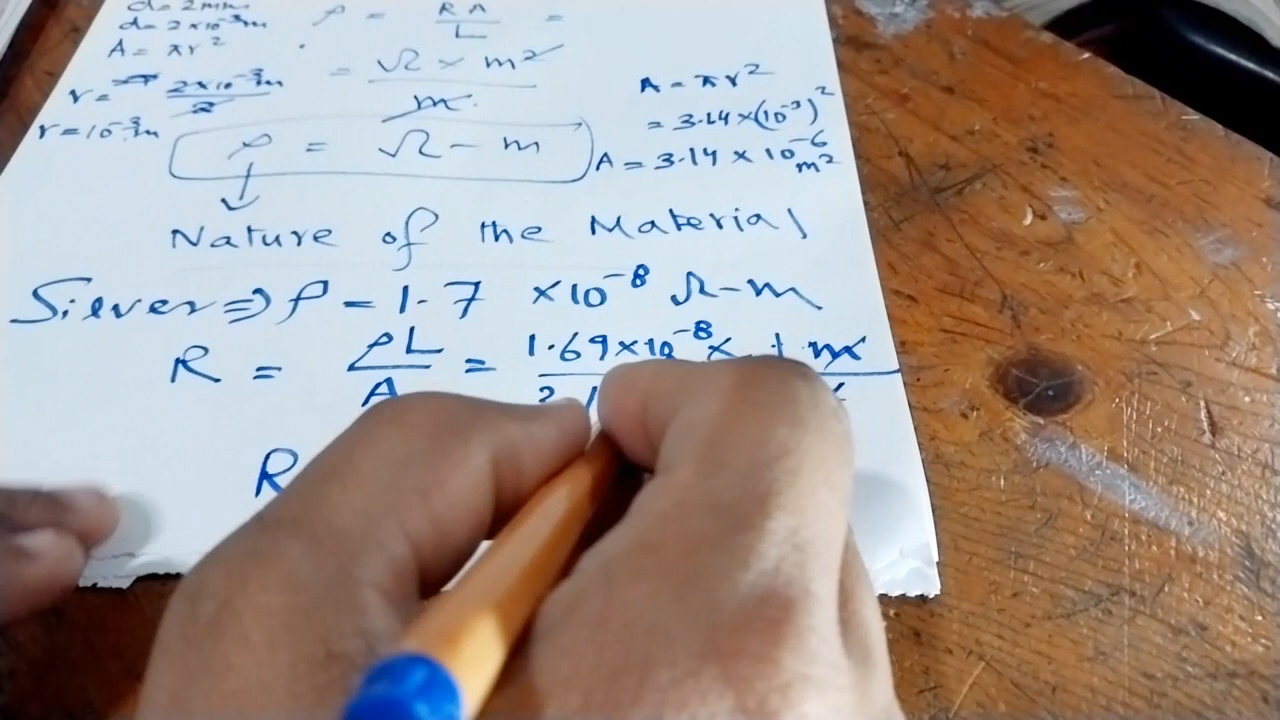 d = 2 mm
d = 2 × 10⁻³ m
A = πr²
r = 2×10⁻³m / 2
r = 10⁻³m
ρ = RA / L =
= Ω × m² / m
ρ = Ω - m
A = πr²
= 3.14 × (10⁻³)²
A = 3.14 × 10⁻⁶ m²
Nature of the Material
Silver ⇒ ρ = 1.7 × 10⁻⁸ Ω-m
R = ρL / A = 1.69×10⁻⁸ × 1 m
R